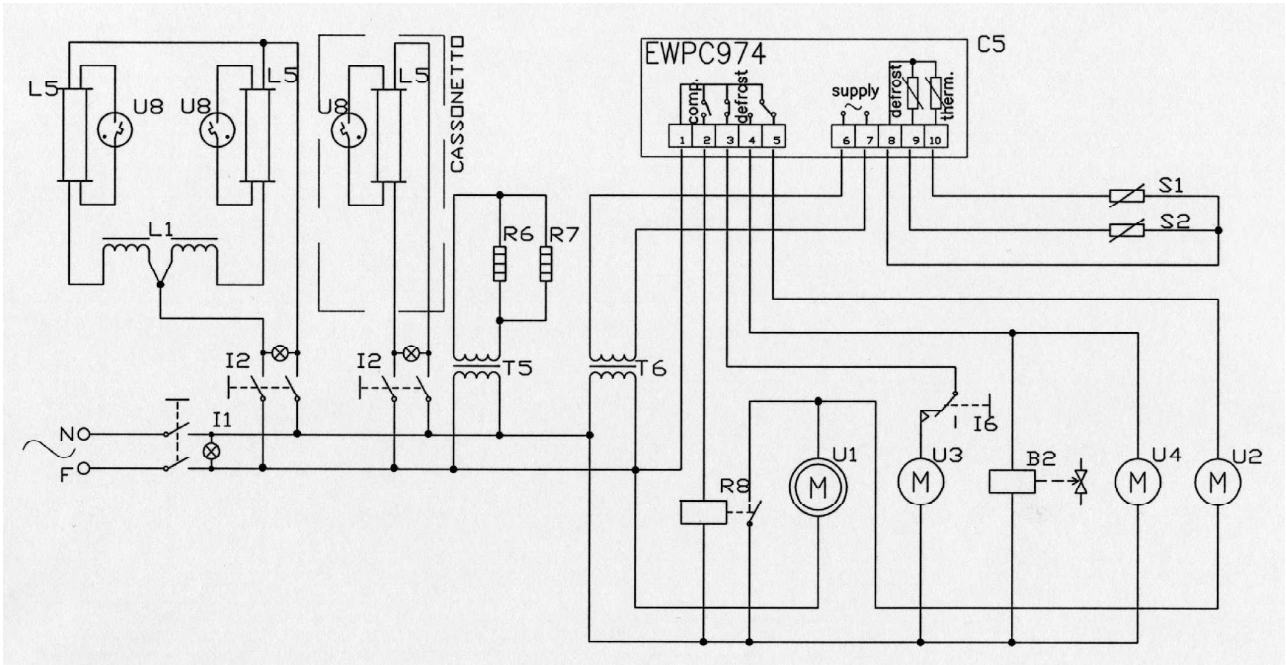 L5
U8
U8
L5
L1
U8
L5
CASSONETTO
I2
I2
R6
R7
T5
T6
N
F
I1
EWPC974
C5
comp.
defrost
supply
~
defrost
therm.
1
2
3
4
5
6
7
8
9
10
S1
S2
R8
U1
M
U3
M
I6
B2
U4
M
U2
M